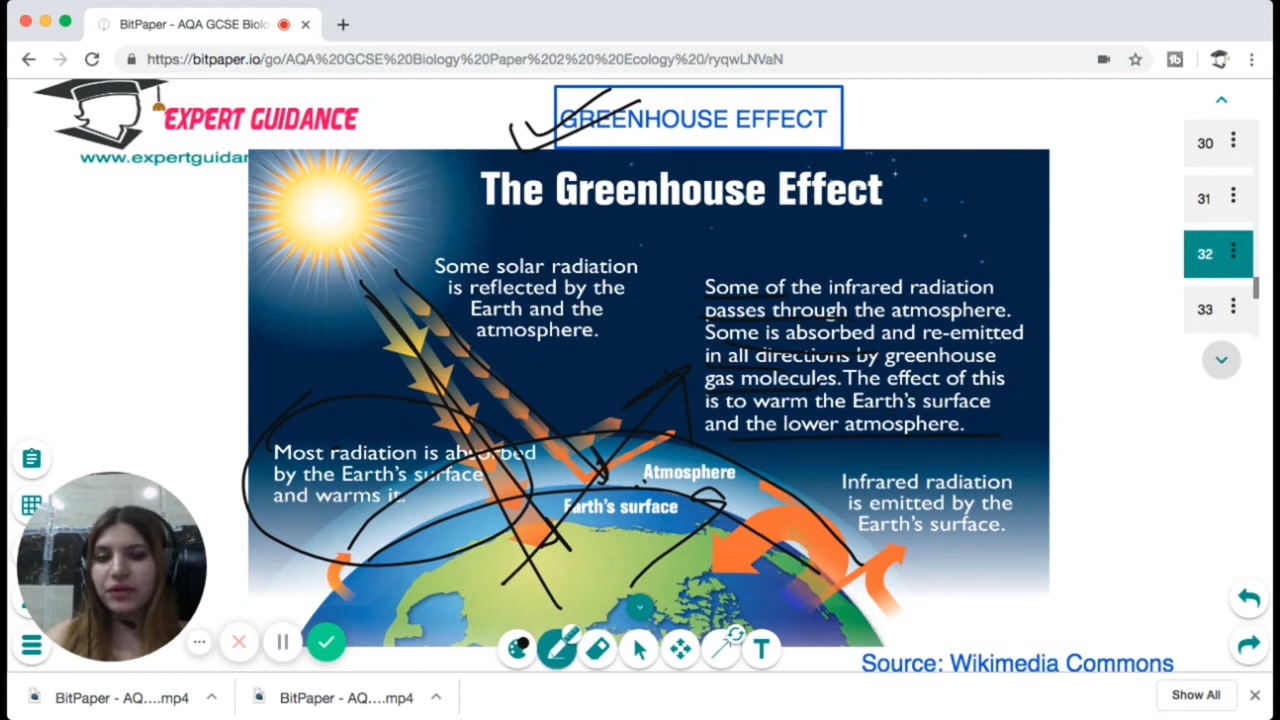 BitPaper - AQA GCSE Biolo
https://bitpaper.io/go/AQA%20GCSE%20Biology%20Paper%202%20%20Ecology%20/ryqwLNVaN
EXPERT GUIDANCE
www.expertguidan
GREENHOUSE EFFECT
The Greenhouse Effect
Some solar radiation
is reflected by the
Earth and the
atmosphere.
Some of the infrared radiation
passes through the atmosphere.
Some is absorbed and re-emitted
in all directions by greenhouse
gas molecules. The effect of this
is to warm the Earth's surface
and the lower atmosphere.
Most radiation is absorbed
by the Earth's surface
and warms it.
Atmosphere
Earth's surface
Infrared radiation
is emitted by the
Earth's surface.
30
31
32
33
T
Source: Wikimedia Commons
BitPaper - AQ....mp4
BitPaper - AQ....mp4
Show All